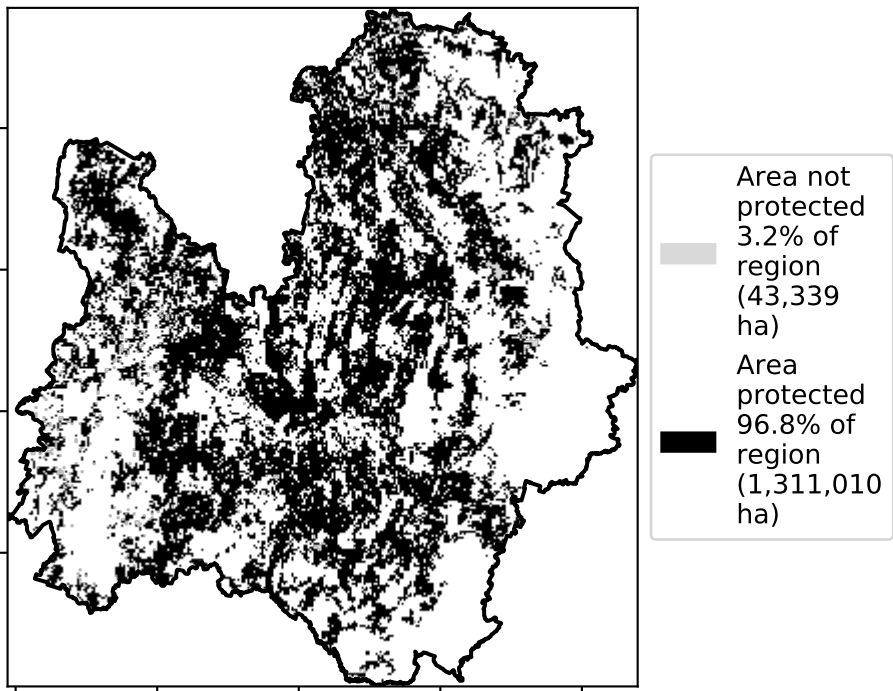 Area not
protected
3.2% of
region
(43,339
ha)
Area
protected
96.8% of
region
(1,311,010
ha)